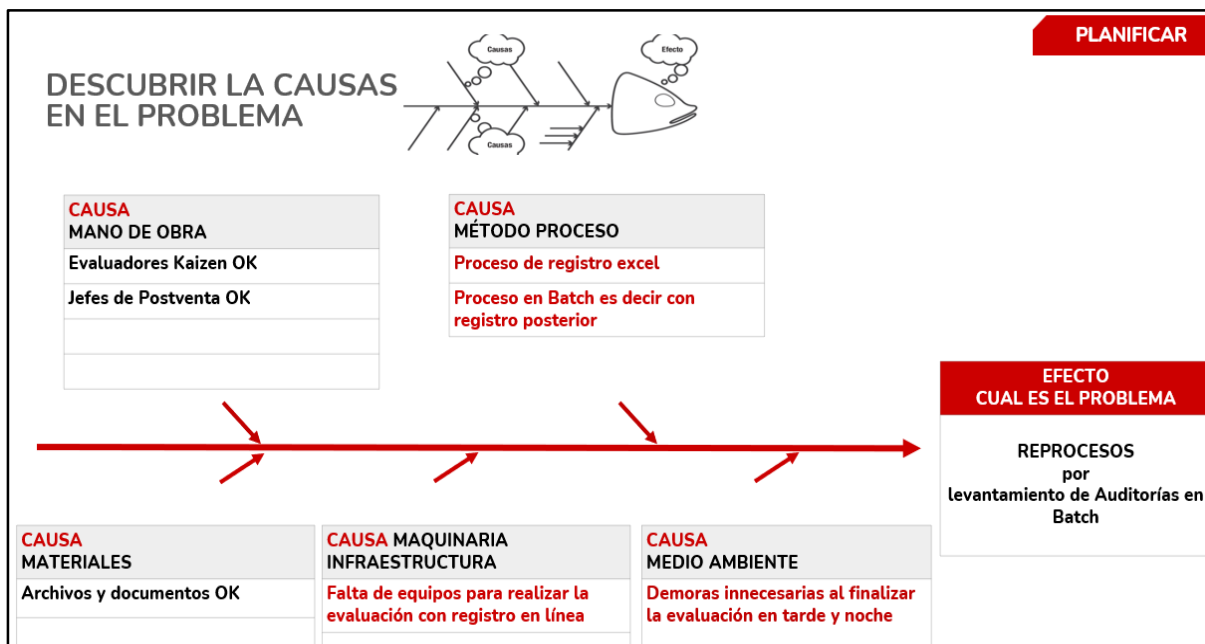 PLANIFICAR
DESCUBRIR LA CAUSAS
EN EL PROBLEMA
Causas
Efecto
Causas
CAUSA
MANO DE OBRA
Evaluadores Kaizen OK
Jefes de Postventa OK
CAUSA
MÉTODO PROCESO
Proceso de registro excel
Proceso en Batch es decir con
registro posterior
EFECTO
CUAL ES EL PROBLEMA
REPROCESOS
por
levantamiento de Auditorías en
Batch
CAUSA
MATERIALES
Archivos y documentos OK
CAUSA MAQUINARIA
INFRAESTRUCTURA
Falta de equipos para realizar la
evaluación con registro en línea
CAUSA
MEDIO AMBIENTE
Demoras innecesarias al finalizar
la evaluación en tarde y noche